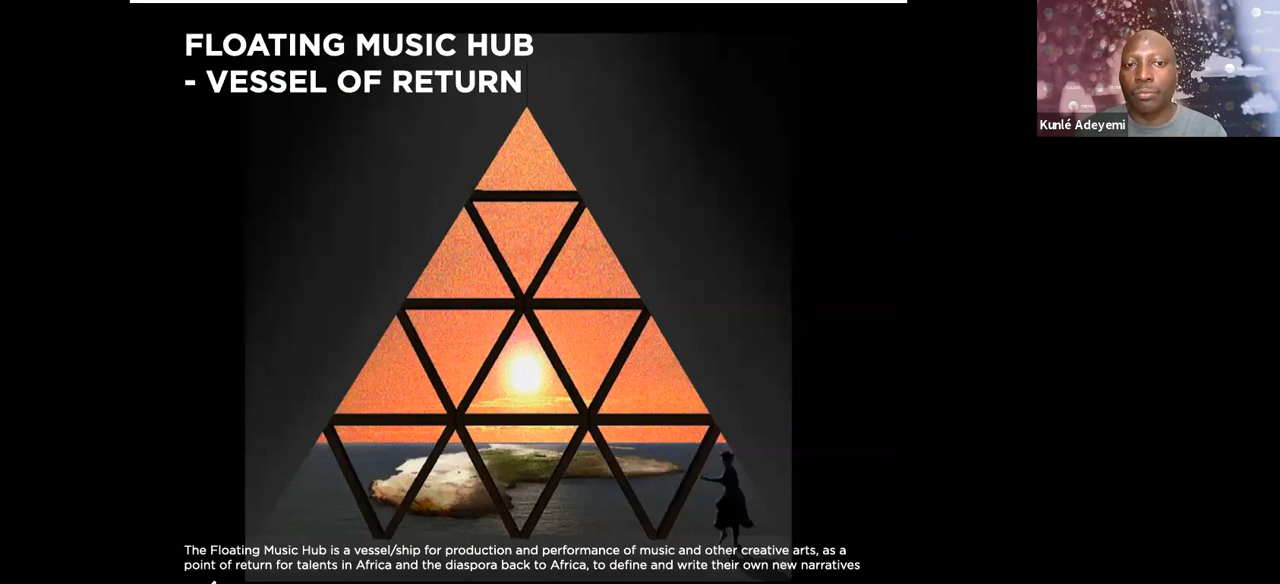 FLOATING MUSIC HUB
- VESSEL OF RETURN
Kunlé Adeyemi
The Floating Music Hub is a vessel/ship for production and performance of music and other creative arts, as a
point of return for talents in Africa and the diaspora back to Africa, to define and write their own new narratives